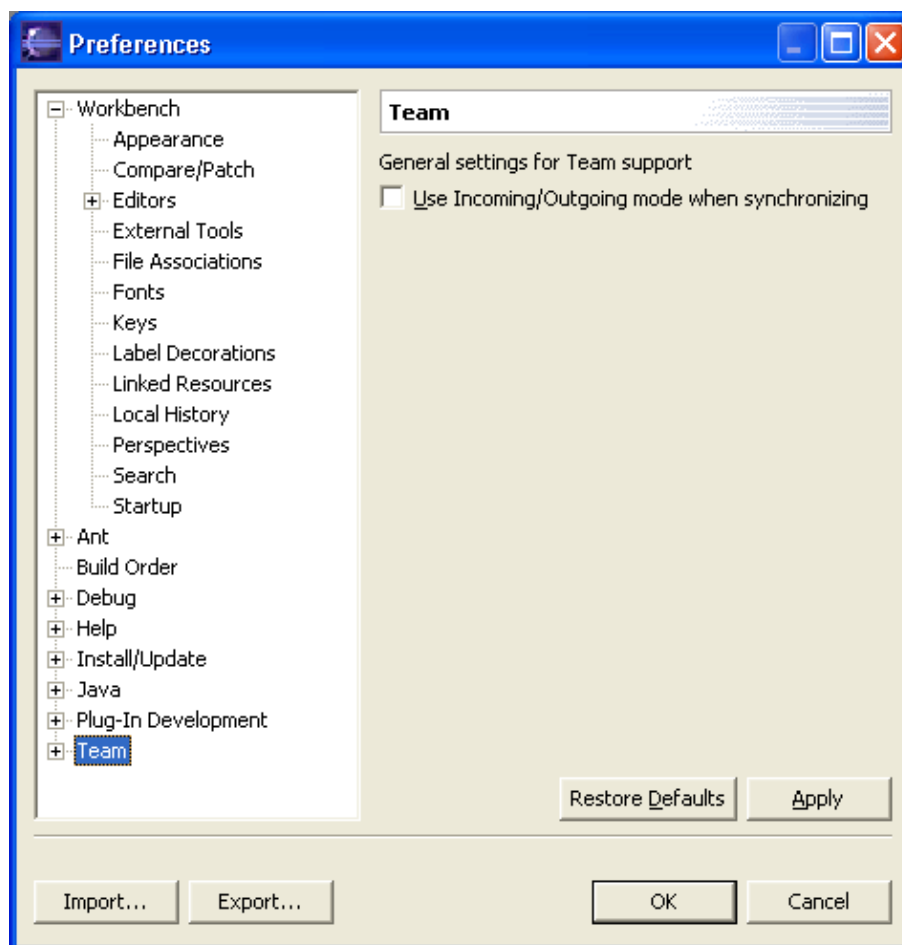 Preferences
Workbench
Appearance
Compare/Patch
Editors
External Tools
File Associations
Fonts
Keys
Label Decorations
Linked Resources
Local History
Perspectives
Search
Startup
Ant
Build Order
Debug
Help
Install/Update
Java
Plug-In Development
Team
Team
General settings for Team support
Use Incoming/Outgoing mode when synchronizing
Restore Defaults
Apply
Import...
Export...
OK
Cancel